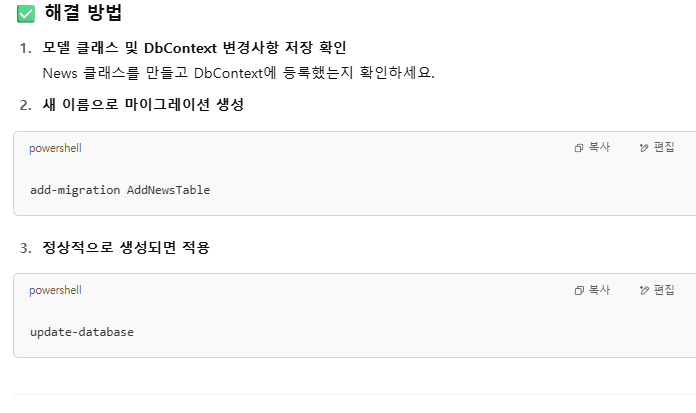 ✅ 해결 방법
1. 모델 클래스 및 DbContext 변경사항 저장 확인
News 클래스를 만들고 DbContext에 등록했는지 확인하세요.
2. 새 이름으로 마이그레이션 생성
powershell 복사 편집
add-migration AddNewsTable
3. 정상적으로 생성되면 적용
powershell 복사 편집
update-database